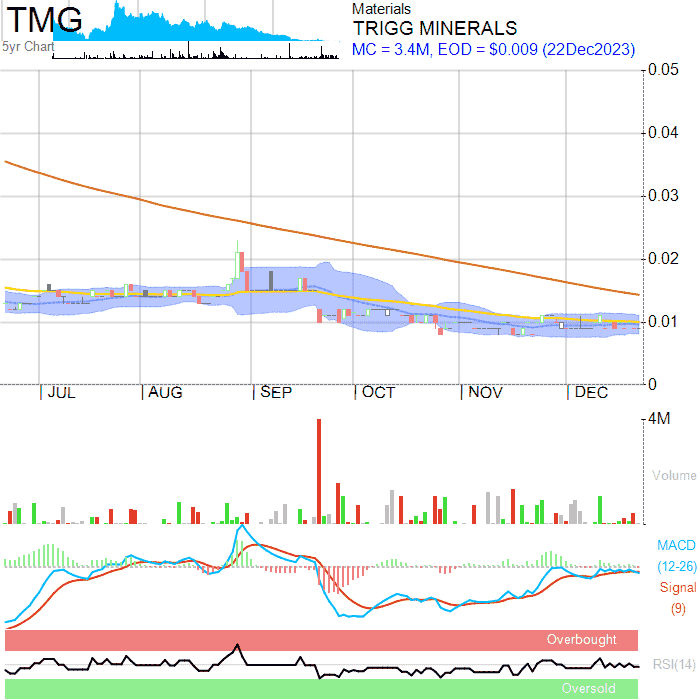 TMG
5yr Chart
Materials
TRIGG MINERALS
MC = 3.4M, EOD = $0.009 (22Dec2023)
0.05
0.04
0.03
0.02
0.01
0
JUL AUG SEP OCT NOV DEC
4M
Volume
MACD
(12-26)
Signal
(9)
Overbought
RSI(14)
Oversold